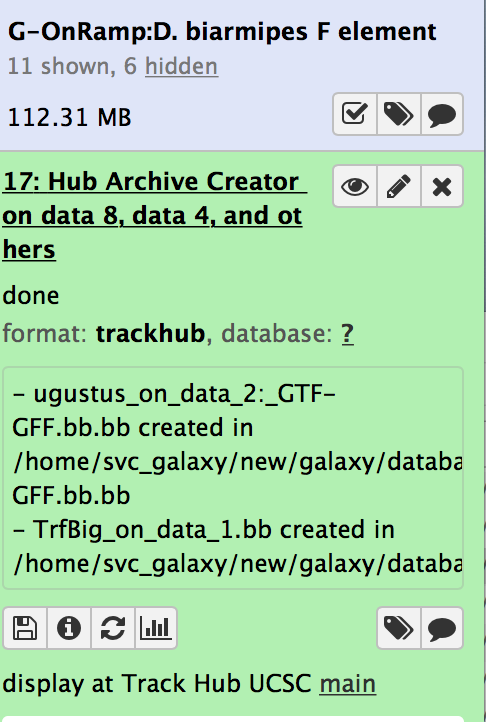 G-OnRamp:D. biarmipes F element
11 shown, 6 hidden
112.31 MB
17: Hub Archive Creator
on data 8, data 4, and ot
hers
done
format: trackhub, database: ?
- ugustus_on_data_2:_GTF-
GFF.bb.bb created in
/home/svc_galaxy/new/galaxy/databa
GFF.bb.bb
- TrfBig_on_data_1.bb created in
/home/svc_galaxy/new/galaxy/databa
display at Track Hub UCSC main